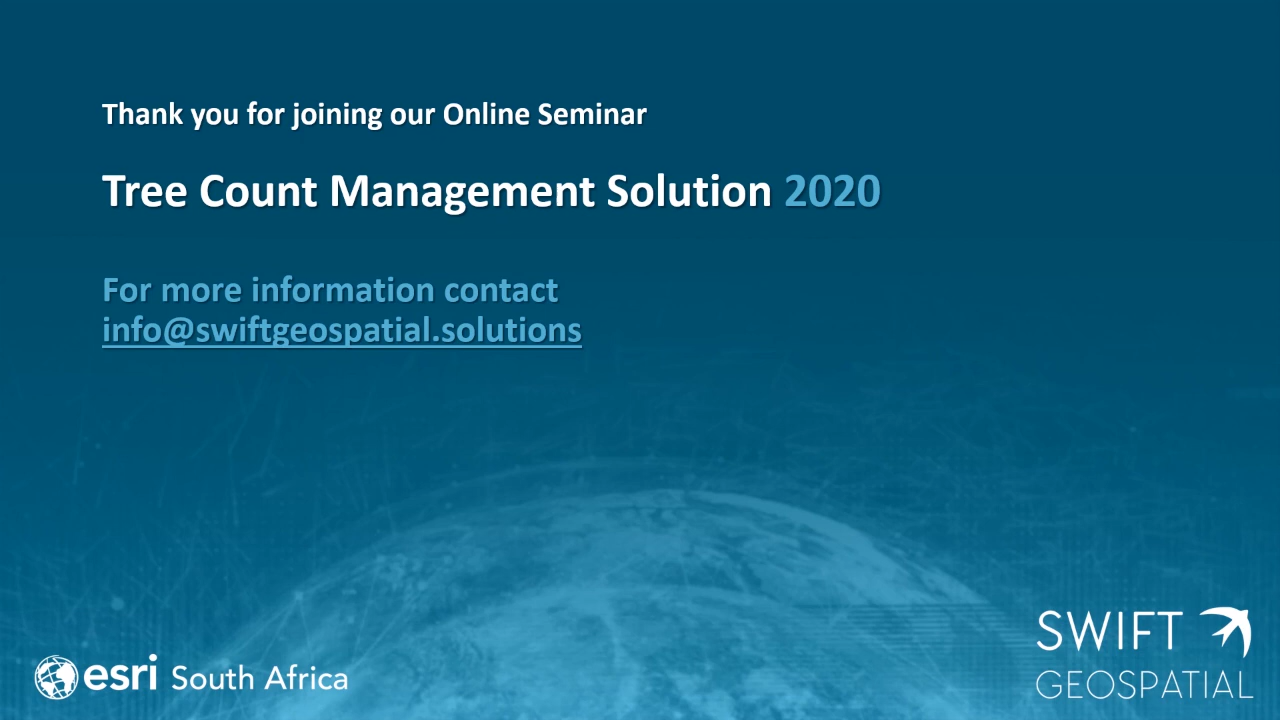 Thank you for joining our Online Seminar
Tree Count Management Solution 2020
For more information contact
info@swiftgeospatial.solutions
esri South Africa
SWIFT
GEOSPATIAL